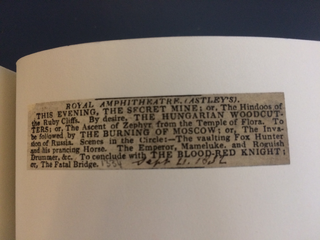 ROYAL AMPHITHEATRE. (ASTLEY'S).
THIS EVENING, THE SECRET MINE; or, The Hindoos of
the Ruby Cliffs. By desire, THE HUNGARIAN WOODCUT-
TERS; or, The Ascent of Zephyr from the Temple of Flora. To
be followed by THE BURNING OF MOSCOW; or, The Inva-
sion of Russia. Scenes in the Circle:—The vaulting Fox Hunter
and his prancing Horse. The Emperor, Mameluke, and Roguish
Drummer, &c. To conclude with THE BLOOD-RED KNIGHT;
or, The Fatal Bridge. Sept